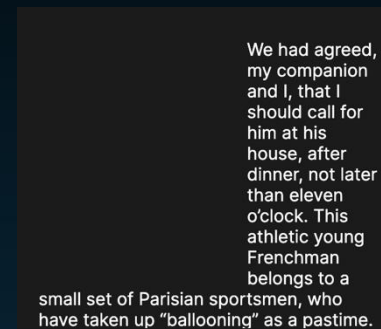 We had agreed,
my companion
and I, that I
should call for
him at his
house, after
dinner, not later
than eleven
o’clock. This
athletic young
Frenchman
belongs to a
small set of Parisian sportsmen, who
have taken up “ballooning” as a pastime.